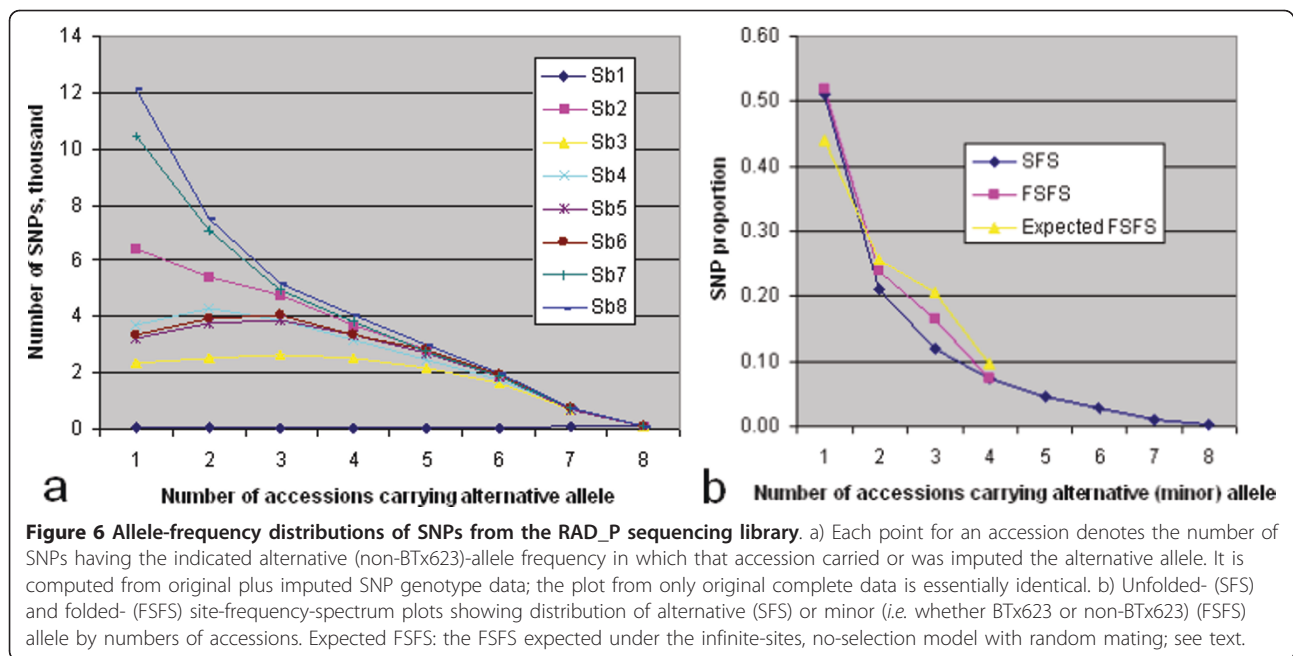 14
12
10
8
6
4
2
0
Number of SNPs, thousand
Sb1
Sb2
Sb3
Sb4
Sb5
Sb6
Sb7
Sb8
1 2 3 4 5 6 7 8
a
Number of accessions carrying alternative allele
0.60
0.50
0.40
0.30
0.20
0.10
0.00
SNP proportion
SFS
FSFS
Expected FSFS
1 2 3 4 5 6 7 8
b
Number of accessions carrying alternative (minor) allele
Figure 6 Allele-frequency distributions of SNPs from the RAD_P sequencing library. a) Each point for an accession denotes the number of
SNPs having the indicated alternative (non-BTx623)-allele frequency in which that accession carried or was imputed the alternative allele. It is
computed from original plus imputed SNP genotype data; the plot from only original complete data is essentially identical. b) Unfolded- (SFS)
and folded- (FSFS) site-frequency-spectrum plots showing distribution of alternative (SFS) or minor (i.e. whether BTx623 or non-BTx623) (FSFS)
allele by numbers of accessions. Expected FSFS: the FSFS expected under the infinite-sites, no-selection model with random mating; see text.